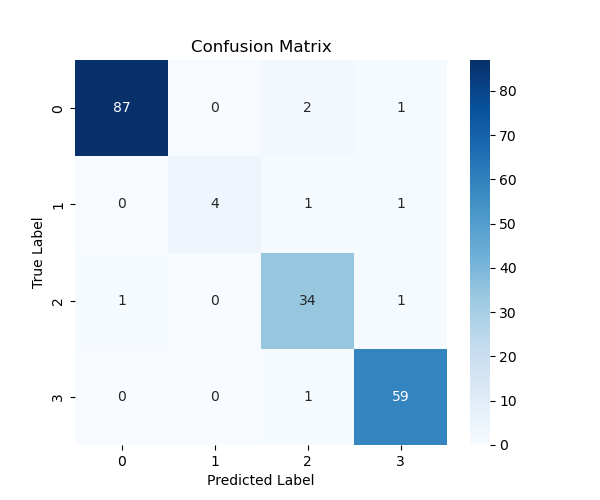 Confusion Matrix
True Label
0 87 0 2 1
1 0 4 1 1
2 1 0 34 1
3 0 0 1 59
0 1 2 3
Predicted Label
80
70
60
50
40
30
20
10
0